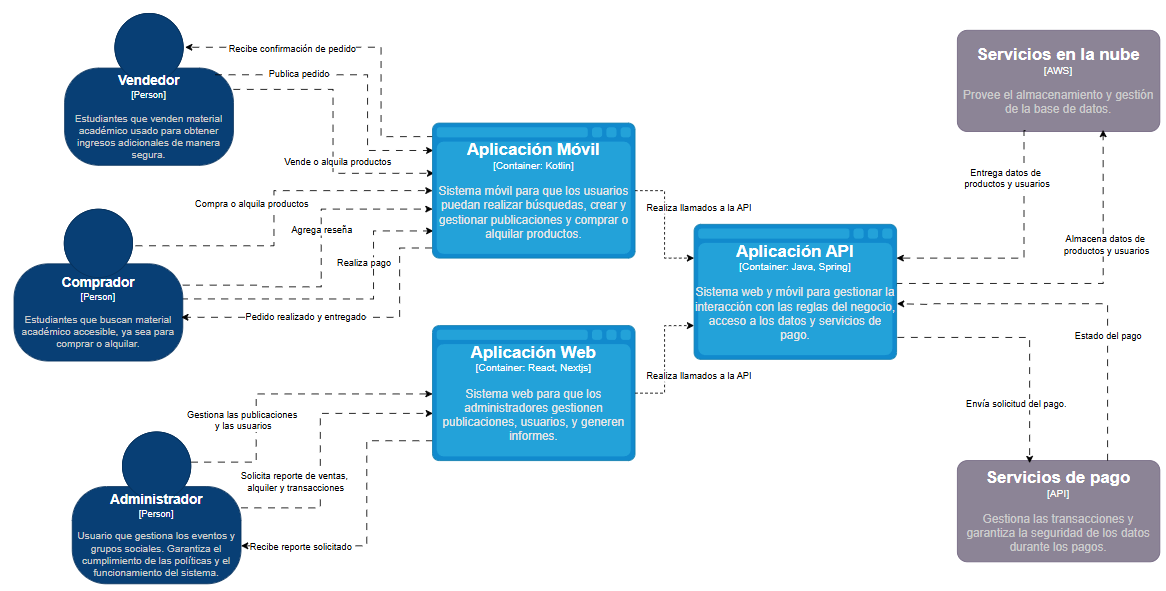 Vendedor
[Person]
Estudiantes que venden material
académico usado para obtener
ingresos adicionales de manera
segura.
Recibe confirmación de pedido
Publica pedido
Vende o alquila productos
Comprador
[Person]
Estudiantes que buscan material
académico accesible, ya sea para
comprar o alquilar.
Compra o alquila productos
Agrega reseña
Realiza pago
Pedido realizado y entregado
Administrador
[Person]
Usuario que gestiona los eventos y
grupos sociales. Garantiza el
cumplimiento de las políticas y el
funcionamiento del sistema.
Gestiona las publicaciones
y las usuarios
Solicita reporte de ventas,
alquiler y transacciones
Recibe reporte solicitado
Aplicación Móvil
[Container: Kotlin]
Sistema móvil para que los usuarios
puedan realizar búsquedas, crear y
gestionar publicaciones y comprar o
alquilar productos.
Aplicación Web
[Container: React, Nextjs]
Sistema web para que los
administradores gestionen
publicaciones, usuarios, y generen
informes.
Realiza llamados a la API
Realiza llamados a la API
Aplicación API
[Container: Java, Spring]
Sistema web y móvil para gestionar la
interacción con las reglas del negocio,
acceso a los datos y servicios de
pago.
Servicios en la nube
[AWS]
Provee el almacenamiento y gestión
de la base de datos.
Entrega datos de
productos y usuarios
Almacena datos de
productos y usuarios
Estado del pago
Envía solicitud del pago.
Servicios de pago
[API]
Gestiona las transacciones y
garantiza la seguridad de los datos
durante los pagos.